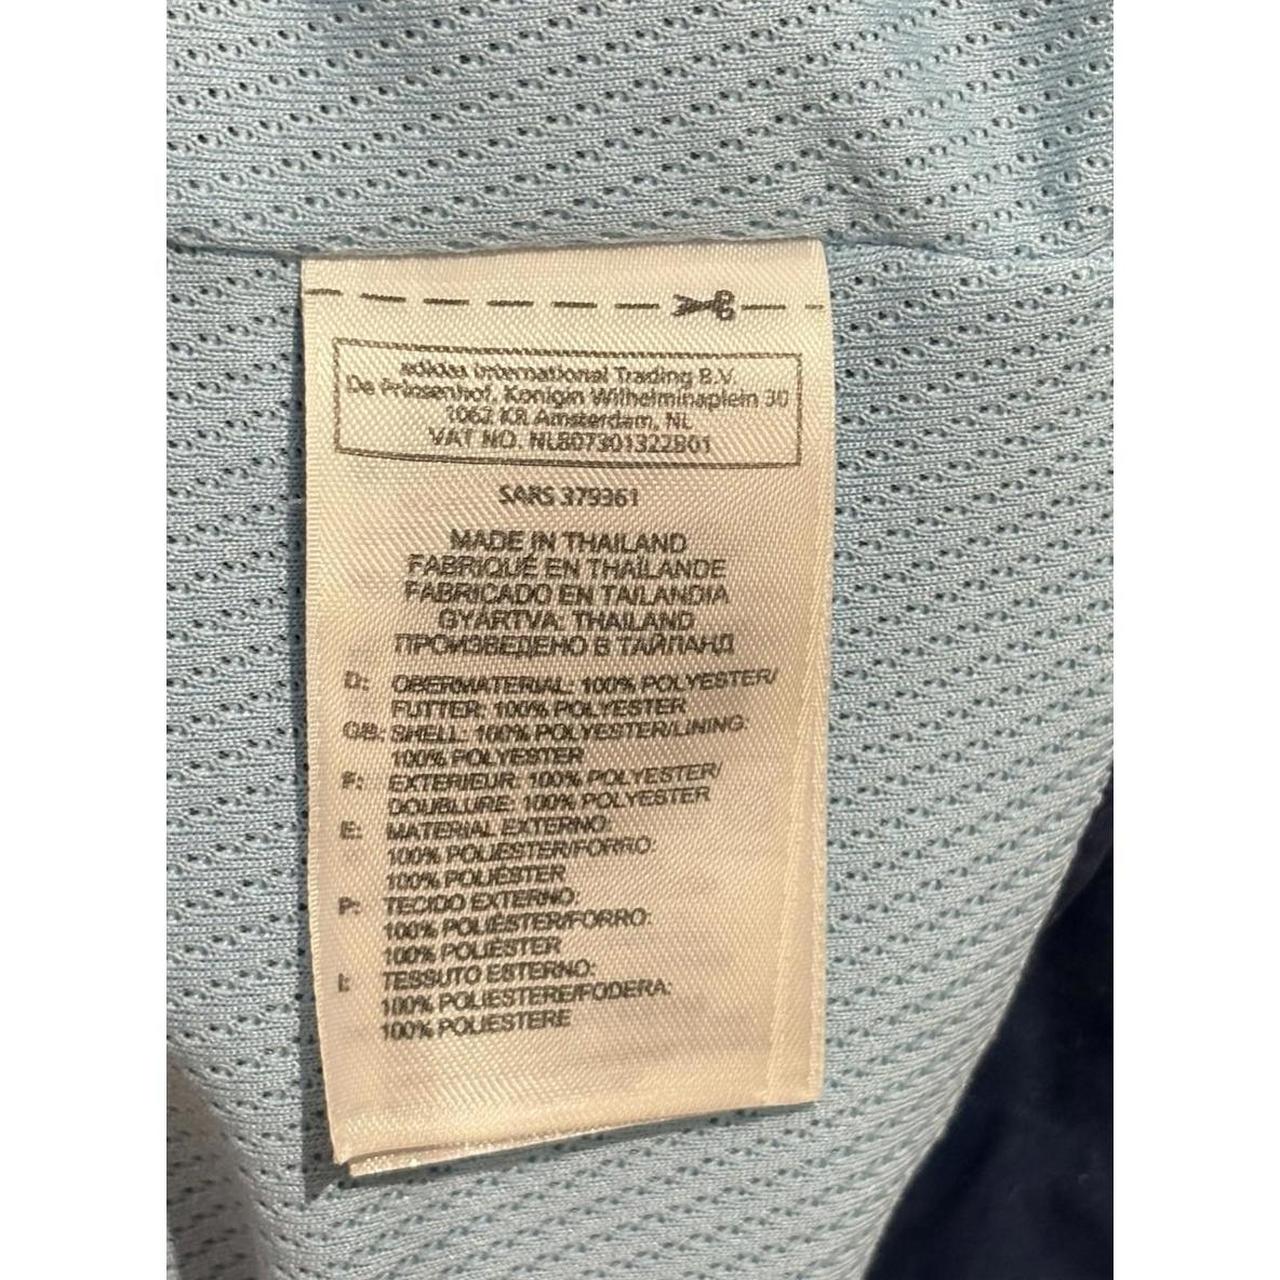 adidas International Trading B.V.
De Prinsenhof, Konigin Wilhelminaplein 30
1062 KR Amsterdam, NL
VAT NO. NL807301322B01
SARS 379361
MADE IN THAILAND
FABRIQUÉ EN THAÏLANDE
FABRICADO EN TAILANDIA
GYÁRTVA: THAILAND
ПРОИЗВЕДЕНО В ТАЙЛАНД
D: OBERMATERIAL: 100% POLYESTER/
FUTTER: 100% POLYESTER
GB: SHELL: 100% POLYESTER/LINING:
100% POLYESTER
F: EXTERIEUR: 100% POLYESTER/
DOUBLURE: 100% POLYESTER
E: MATERIAL EXTERNO:
100% POLIÉSTER/FORRO:
100% POLIÉSTER
P: TECIDO EXTERNO:
100% POLIÉSTER/FORRO:
100% POLIÉSTER
I: TESSUTO ESTERNO:
100% POLIESTERE/FODERA:
100% POLIESTERE